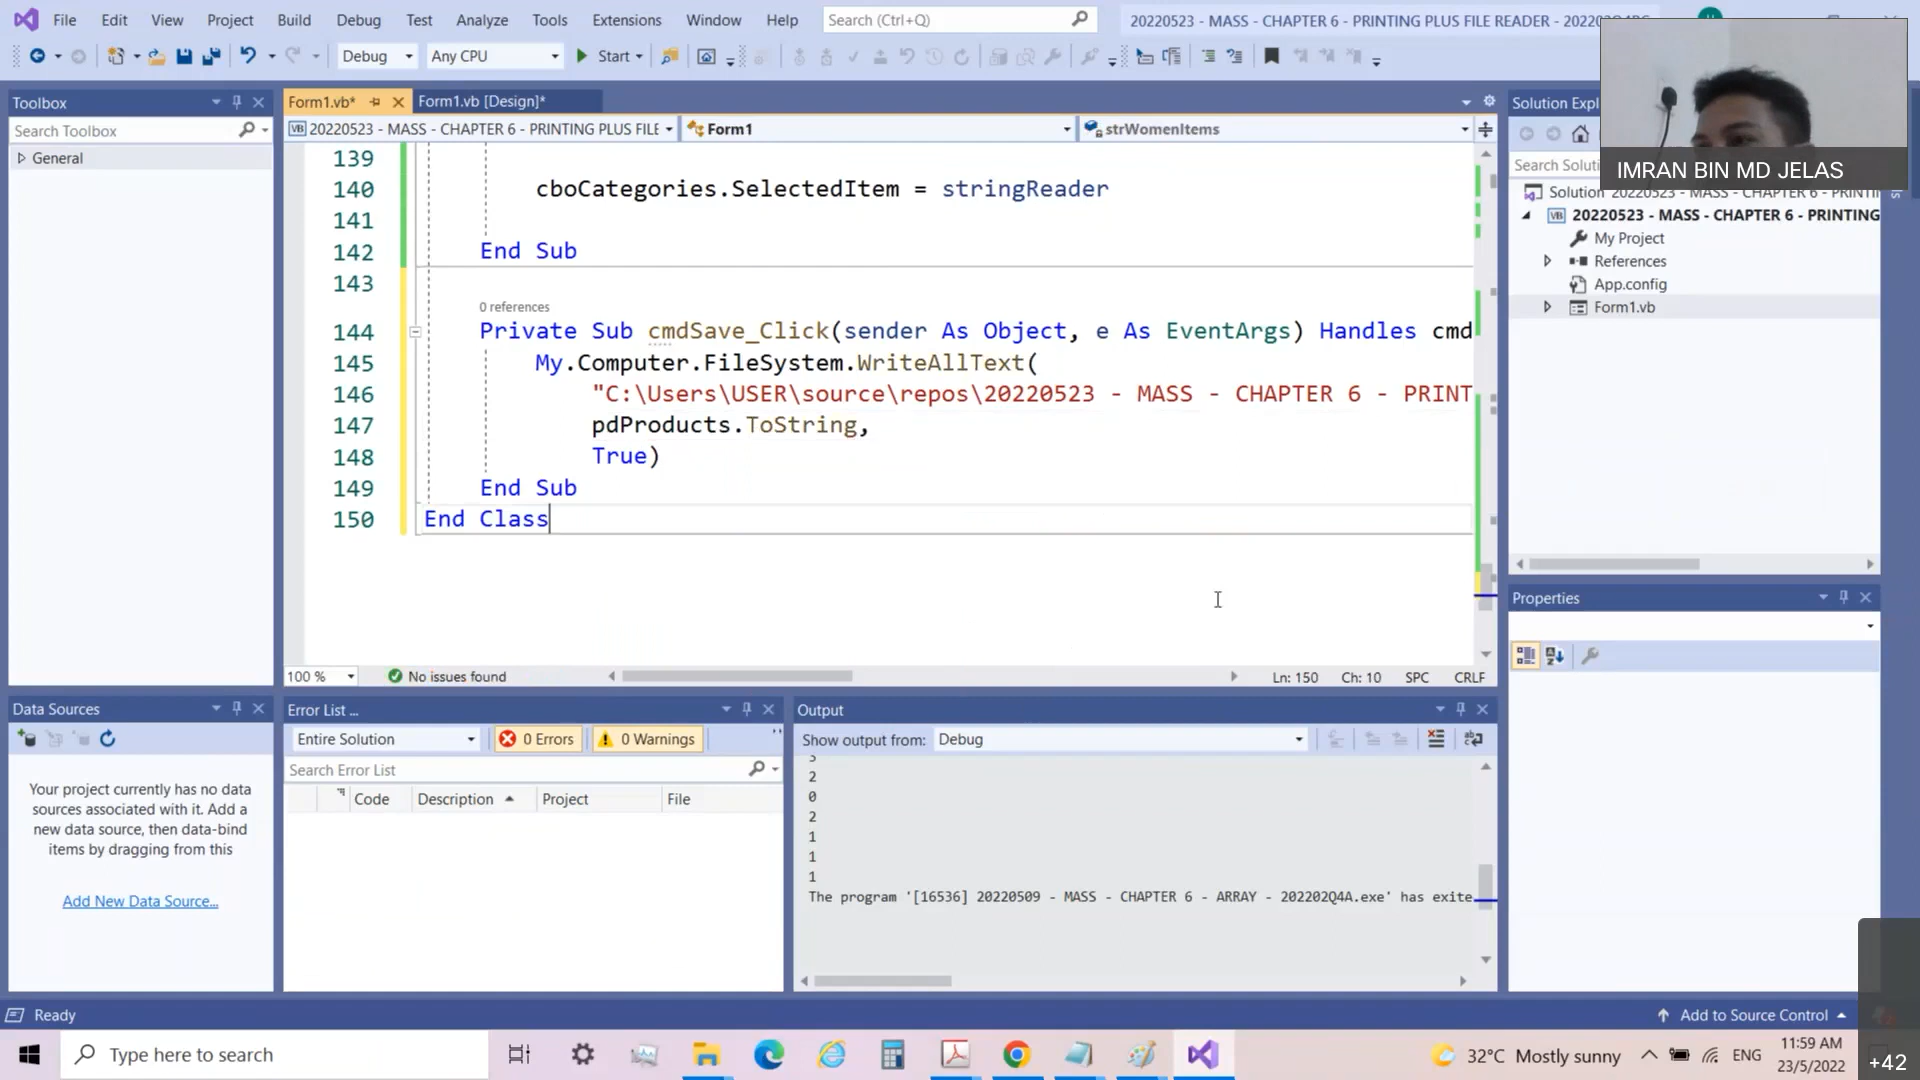 File Edit View Project Build Debug Test Analyze Tools Extensions Window Help Search (Ctrl+Q) 20220523 - MASS - CHAPTER 6 - PRINTING PLUS FILE READER -
Debug Any CPU Start
Toolbox
Search Toolbox
General
Form1.vb* Form1.vb [Design]*
20220523 - MASS - CHAPTER 6 - PRINTING PLUS FILE Form1 strWomenItems
139
140 cboCategories.SelectedItem = stringReader
141
142 End Sub
143
0 references
144 Private Sub cmdSave_Click(sender As Object, e As EventArgs) Handles cmd
145 My.Computer.FileSystem.WriteAllText(
146 "C:\Users\USER\source\repos\20220523 - MASS - CHAPTER 6 - PRINT
147 pdProducts.ToString,
148 True)
149 End Sub
150 End Class
100 % No issues found Ln: 150 Ch: 10 SPC CRLF
Solution Expl
Search Soluti
IMRAN BIN MD JELAS
Solution 20220523 - MASS - CHAPTER 6 -
20220523 - MASS - CHAPTER 6 - PRINTING
My Project
References
App.config
Form1.vb
Properties
Data Sources
Your project currently has no data
sources associated with it. Add a
new data source, then data-bind
items by dragging from this
Add New Data Source...
Error List ...
Entire Solution 0 Errors 0 Warnings
Search Error List
Code Description Project File
Output
Show output from: Debug
3
2
0
2
1
1
1
The program '[16536] 20220509 - MASS - CHAPTER 6 - ARRAY - 202202Q4A.exe' has exite
Ready Add to Source Control
Type here to search 32°C Mostly sunny ENG 11:59 AM
23/5/2022
+42